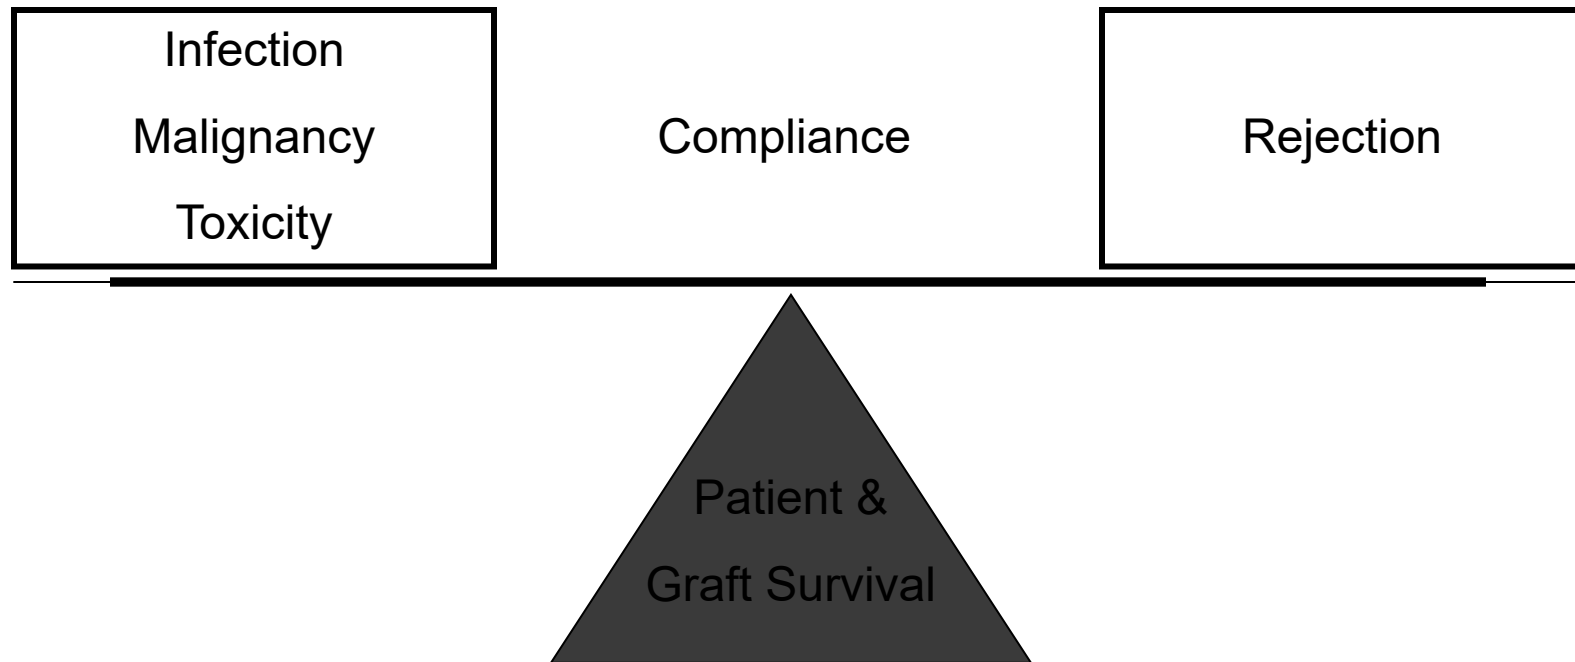 Infection
Malignancy
Toxicity
Compliance
Rejection
Patient &
Graft Survival